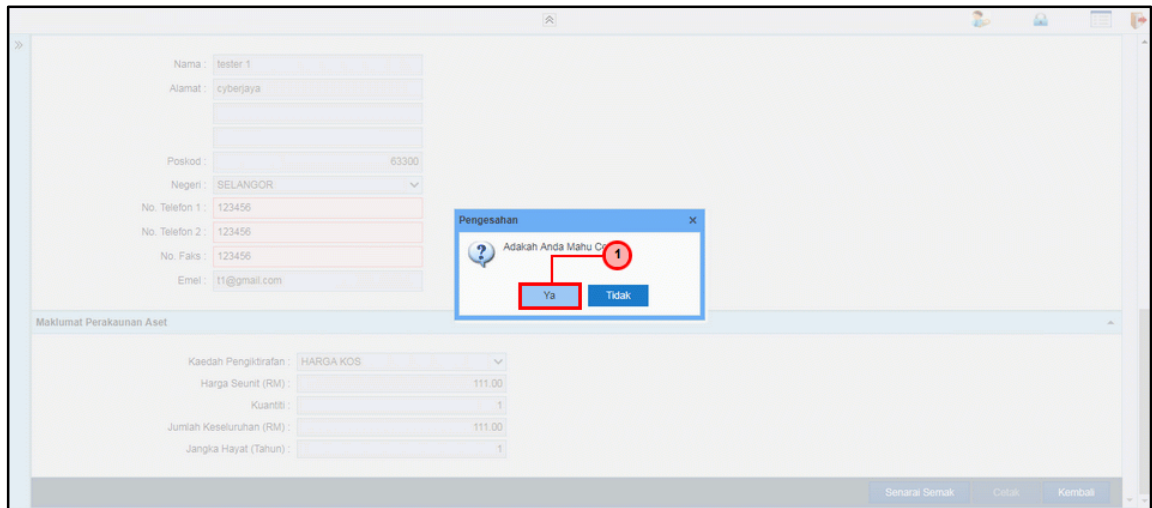 Nama : tester 1
Alamat : cyberjaya
Poskod : 63300
Negeri : SELANGOR
No. Telefon 1 : 123456
No. Telefon 2 : 123456
No. Faks : 123456
Emel : t1@gmail.com
Pengesahan x
Adakah Anda Mahu
1
Ya Tidak
Maklumat Perakaunan Aset
Kaedah Pengiktirafan : HARGA KOS
Harga Seunit (RM) : 111.00
Kuantiti : 1
Jumlah Keseluruhan (RM) : 111.00
Jangka Hayat (Tahun) : 1
Senarai Semak Cetak Kembali